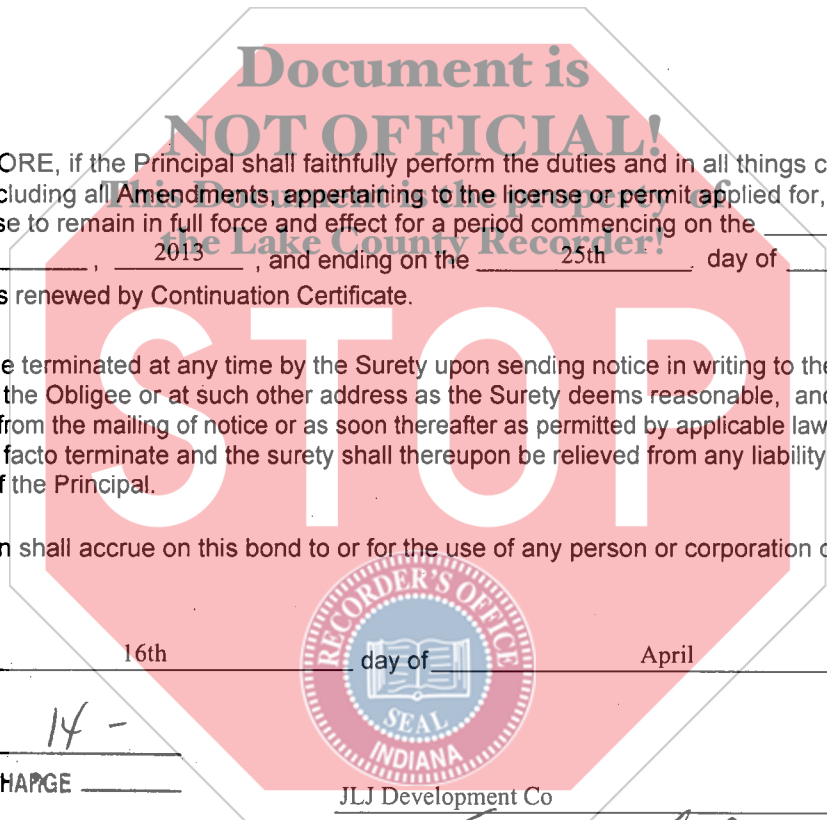 Document is
NOT OFFICIAL!
ORE, if the Principal shall faithfully perform the duties and in all things c
This Document is the property of
cluding all Amendments, appertaining to the license or permit applied for,
se to remain in full force and effect for a period commencing on the
the Lake County Recorder!
, 2013 , and ending on the 25th day of
s renewed by Continuation Certificate.
STOP
e terminated at any time by the Surety upon sending notice in writing to the
the Obligee or at such other address as the Surety deems reasonable, and
from the mailing of notice or as soon thereafter as permitted by applicable law
facto terminate and the surety shall thereupon be relieved from any liability
f the Principal.
n shall accrue on this bond to or for the use of any person or corporation o
RECORDER'S OFFICE
16th day of April
SEAL
INDIANA
14 -
HARGE
JLJ Development Co